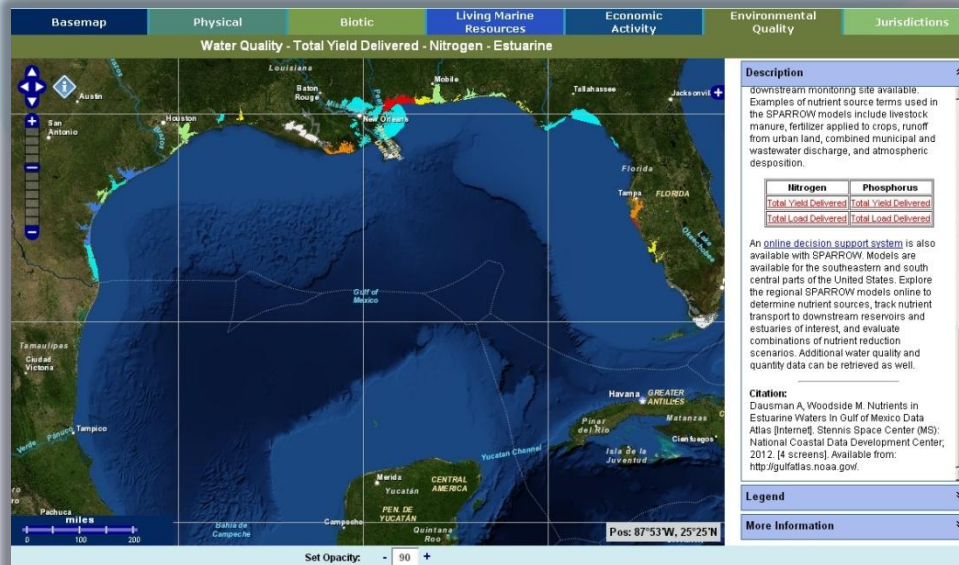 Basemap
Physical
Biotic
Living Marine
Resources
Economic
Activity
Environmental
Quality
Jurisdictions
Water Quality - Total Yield Delivered - Nitrogen - Estuarine
Louisiana
Austin
Baton
Rouge
Mobile
Tallahassee
Jacksonvil
Houston
New Orleans
San
Antonio
Florida
Tampa
FLORIDA
Lake
Okeechobee
Gulf of
Mexico
Tamaulipas
Ciudad
Victoria
Havana
GREATER
ANTILLES
Pinar
del Rio
Matanzas
Cienfuegos
Isla de la
Juventud
Verde
Panuco
Tampico
Yucatan Channel
Merida
Yucatán
CENTRAL
AMERICA
PEN. DE
YUCATÁN
Pachuca
Bahia de
Campeche
Campeche
Quintana
Roo
miles
0 100 200
Pos: 87°53'W, 25°25'N
Set Opacity: - 90 +
Description
downstream monitoring site available.
Examples of nutrient source terms used in
the SPARROW models include livestock
manure, fertilizer applied to crops, runoff
from urban land, combined municipal and
wastewater discharge, and atmospheric
desposition.
Nitrogen Phosphorus
Total Yield Delivered Total Yield Delivered
Total Load Delivered Total Load Delivered
An online decision support system is also
available with SPARROW. Models are
available for the southeastern and south
central parts of the United States. Explore
the regional SPARROW models online to
determine nutrient sources, track nutrient
transport to downstream reservoirs and
estuaries of interest, and evaluate
combinations of nutrient reduction
scenarios. Additional water quality and
quantity data can be retrieved as well.
Citation:
Dausman A, Woodside M. Nutrients in
Estuarine Waters In Gulf of Mexico Data
Atlas [Internet]. Stennis Space Center (MS):
National Coastal Data Development Center;
2012. [4 screens]. Available from:
http://gulfatlas.noaa.gov/.
Legend
More Information